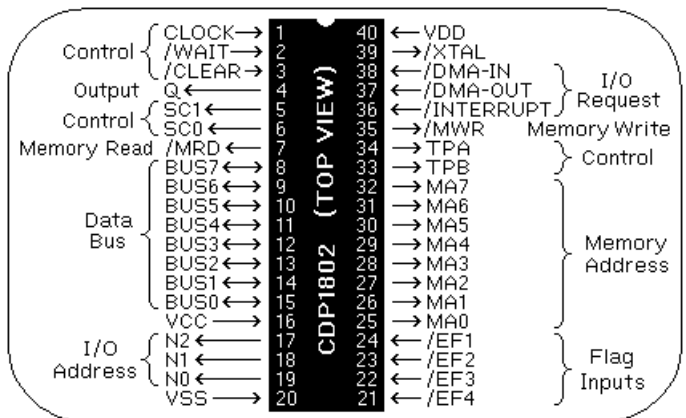 CLOCK→ 1 40 ←VDD
Control /WAIT→ 2 39 →/XTAL
/CLEAR→ 3 38 ←/DMA-IN I/O
Output Q← 4 37 ←/DMA-OUT Request
Control SC1← 5 36 ←/INTERRUPT
SC0← 6 35 →/MWR Memory Write
Memory Read /MRD← 7 34 →TPA Control
BUS7↔ 8 33 →TPB
BUS6↔ 9 32 →MA7
BUS5↔ 10 31 →MA6
Data BUS4↔ 11 30 →MA5
Bus BUS3↔ 12 29 →MA4 Memory
BUS2↔ 13 28 →MA3 Address
BUS1↔ 14 27 →MA2
BUS0↔ 15 26 →MA1
VCC→ 16 25 →MA0
I/O N2← 17 24 ←/EF1
Address N1← 18 23 ←/EF2 Flag
N0← 19 22 ←/EF3 Inputs
VSS→ 20 21 ←/EF4
CDP1802 (TOP VIEW)